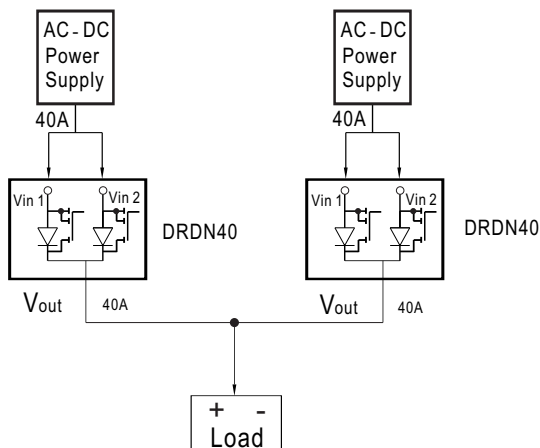 AC - DC
Power
Supply
AC - DC
Power
Supply
40A
40A
Vin 1
Vin 2
DRDN40
Vin 1
Vin 2
DRDN40
Vout
40A
Vout
40A
+ -
Load